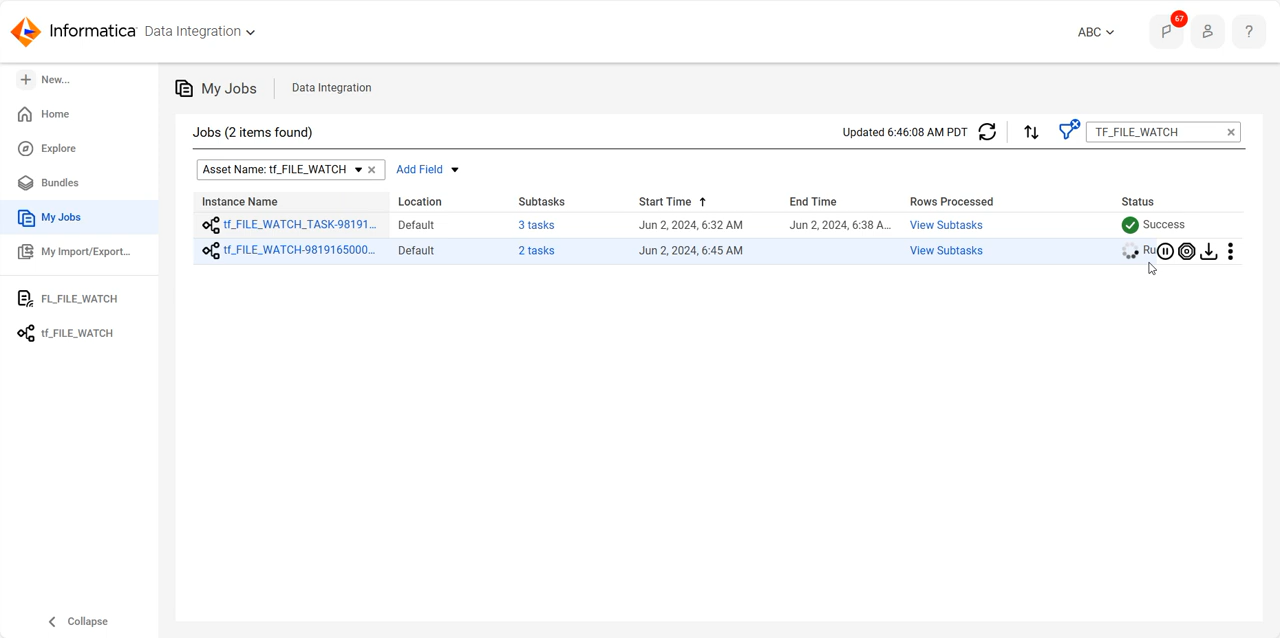 Informatica Data Integration
ABC
67
?
New...
Home
Explore
Bundles
My Jobs
My Import/Export...
FL_FILE_WATCH
tf_FILE_WATCH
Collapse
My Jobs Data Integration
Jobs (2 items found) Updated 6:46:08 AM PDT TF_FILE_WATCH
Asset Name: tf_FILE_WATCH Add Field
Instance Name Location Subtasks Start Time End Time Rows Processed Status
tf_FILE_WATCH_TASK-98191... Default 3 tasks Jun 2, 2024, 6:32 AM Jun 2, 2024, 6:38 A... View Subtasks Success
tf_FILE_WATCH-9819165000... Default 2 tasks Jun 2, 2024, 6:45 AM View Subtasks Ru